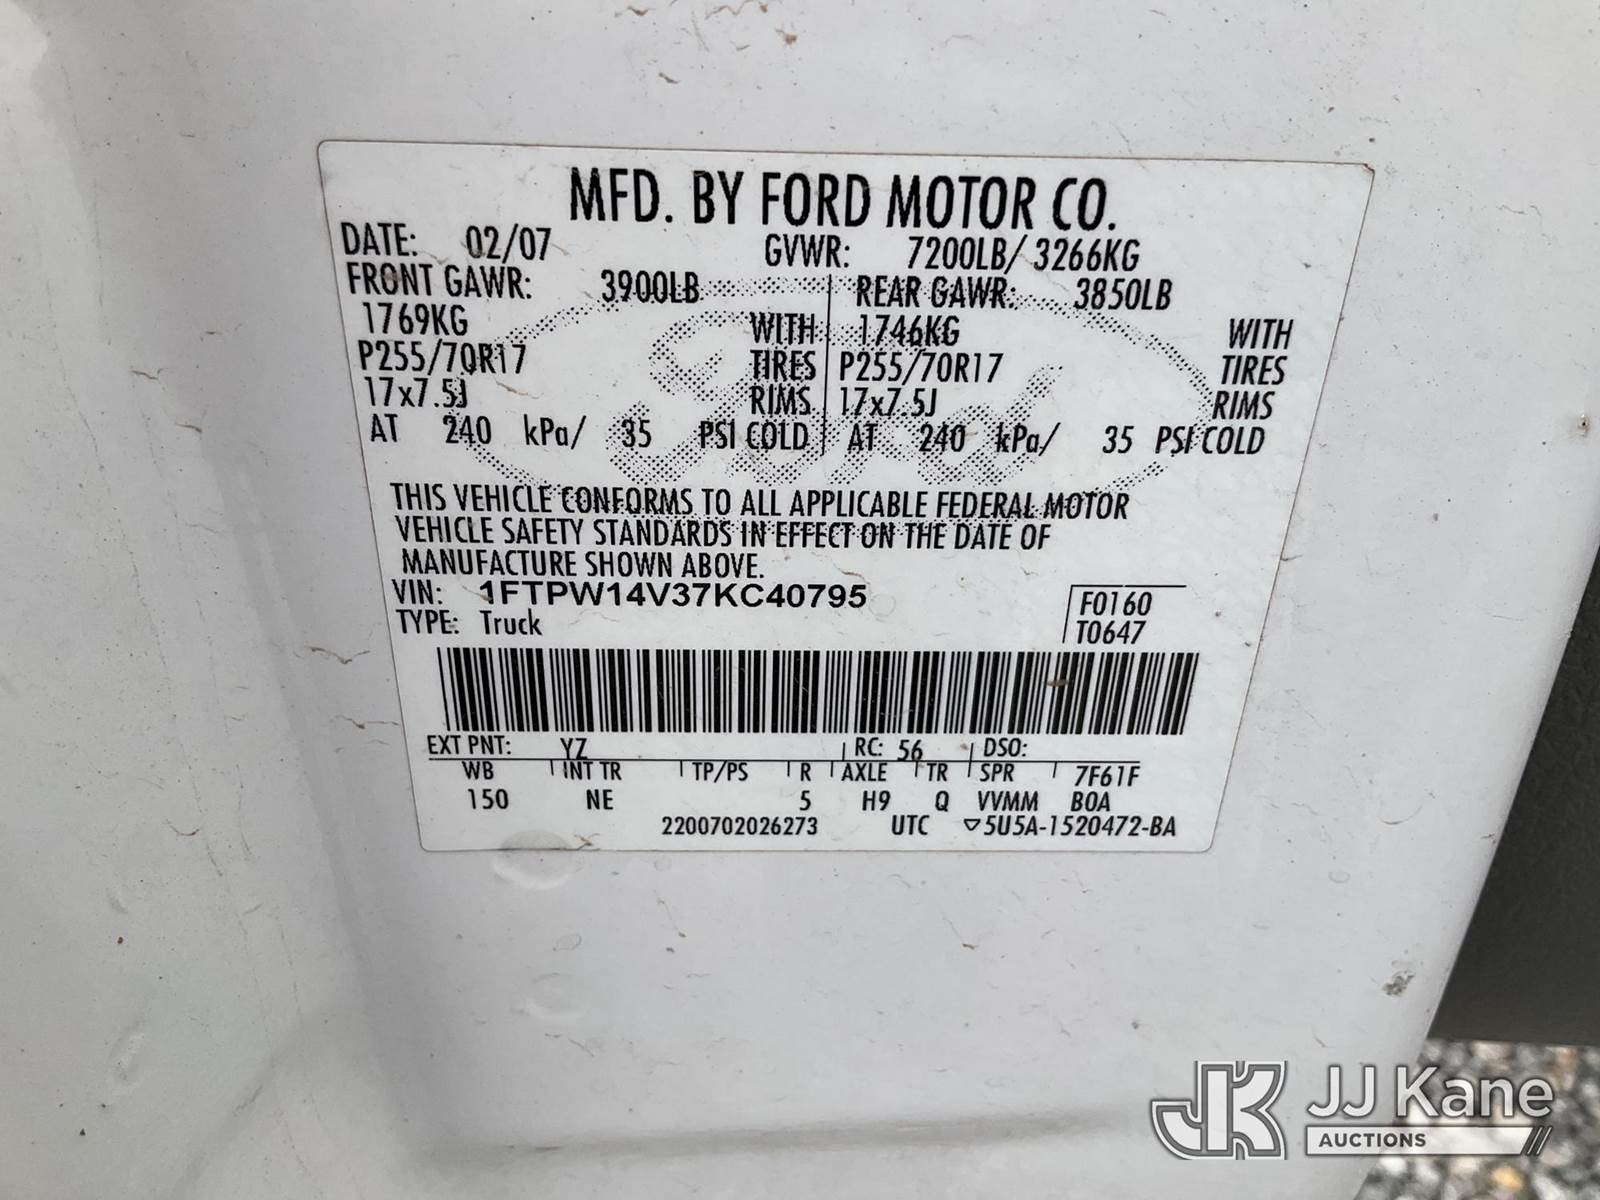 MFD. BY FORD MOTOR CO.
DATE: 02/07 GVWR: 7200LB/ 3266KG
FRONT GAWR: 3900LB REAR GAWR: 3850LB
1769KG WITH 1746KG WITH
P255/70R17 TIRES P255/70R17 TIRES
17x7.5J RIMS 17x7.5J RIMS
AT 240 kPa/ 35 PSI COLD AT 240 kPa/ 35 PSI COLD
Ford
THIS VEHICLE CONFORMS TO ALL APPLICABLE FEDERAL MOTOR
VEHICLE SAFETY STANDARDS IN EFFECT ON THE DATE OF
MANUFACTURE SHOWN ABOVE.
VIN: 1FTPW14V37KC40795 F0160
TYPE: Truck T0647
EXT PNT: YZ RC: 56 DSO:
WB INT TR TP/PS R AXLE TR SPR 7F61F
150 NE 5 H9 Q VVMM BOA
2200702026273 UTC ▽5U5A-1520472-BA
JK JJ Kane
AUCTIONS